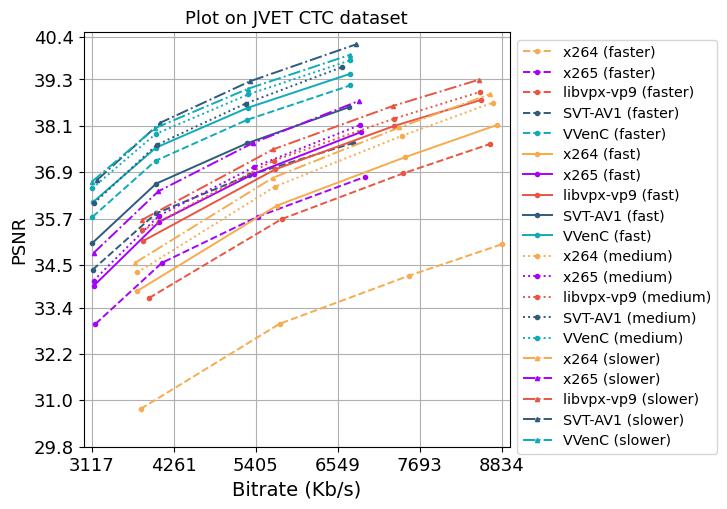 Plot on JVET CTC dataset
PSNR
40.4
39.3
38.1
36.9
35.7
34.5
33.4
32.2
31.0
29.8
3117 4261 5405 6549 7693 8834
Bitrate (Kb/s)
x264 (faster)
x265 (faster)
libvpx-vp9 (faster)
SVT-AV1 (faster)
VVenC (faster)
x264 (fast)
x265 (fast)
libvpx-vp9 (fast)
SVT-AV1 (fast)
VVenC (fast)
x264 (medium)
x265 (medium)
libvpx-vp9 (medium)
SVT-AV1 (medium)
VVenC (medium)
x264 (slower)
x265 (slower)
libvpx-vp9 (slower)
SVT-AV1 (slower)
VVenC (slower)